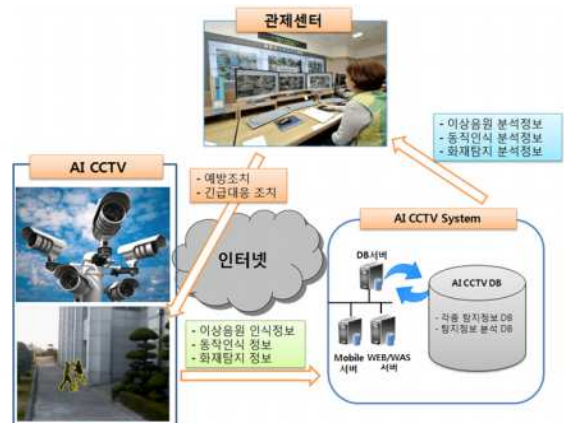 관제센터
- 이상음원 분석정보
- 동직인식 분석정보
- 화재탐지 분석정보
AI CCTV
- 예방조치
- 긴급대응 조치
인터넷
AI CCTV System
DB서버
AI CCTV DB
- 각종 탐지정보 DB
- 탐지정보 분석 DB
Mobile
서버
WEB/WAS
서버
- 이상음원 인식정보
- 동작인식 정보
- 화재탐지 정보